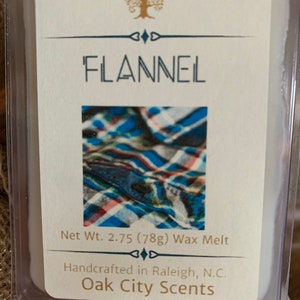 FLANNEL
Net Wt. 2.75 (78g) Wax Melt
Handcrafted in Raleigh, N.C.
Oak City Scents